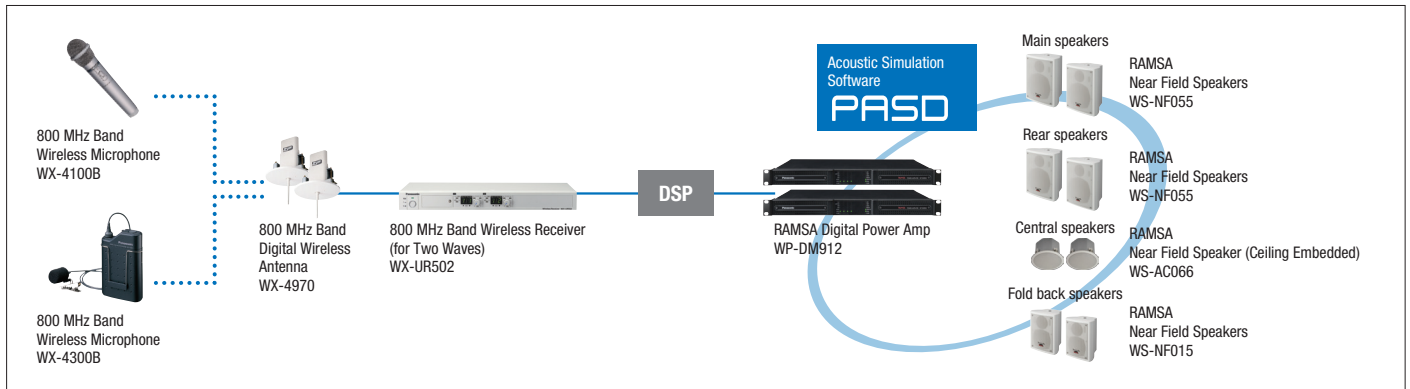 800 MHz Band
Wireless Microphone
WX-4100B
800 MHz Band
Wireless Microphone
WX-4300B
800 MHz Band
Digital Wireless
Antenna
WX-4970
800 MHz Band Wireless Receiver
(for Two Waves)
WX-UR502
DSP
Acoustic Simulation
Software
PASD
RAMSA Digital Power Amp
WP-DM912
Main speakers
RAMSA
Near Field Speakers
WS-NF055
Rear speakers
RAMSA
Near Field Speakers
WS-NF055
Central speakers
RAMSA
Near Field Speaker (Ceiling Embedded)
WS-AC066
Fold back speakers
RAMSA
Near Field Speakers
WS-NF015